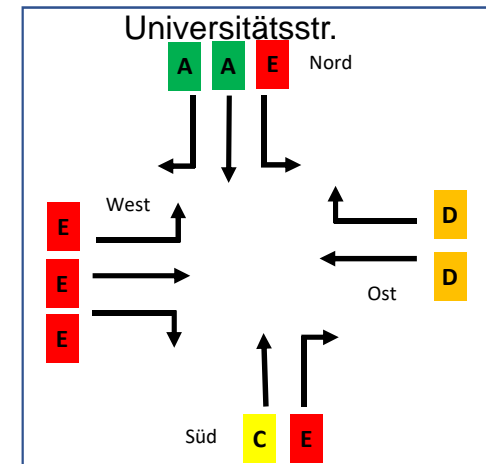 Universitätsstr.
A A E Nord
West
E
E
E
D
D
Ost
Süd C E